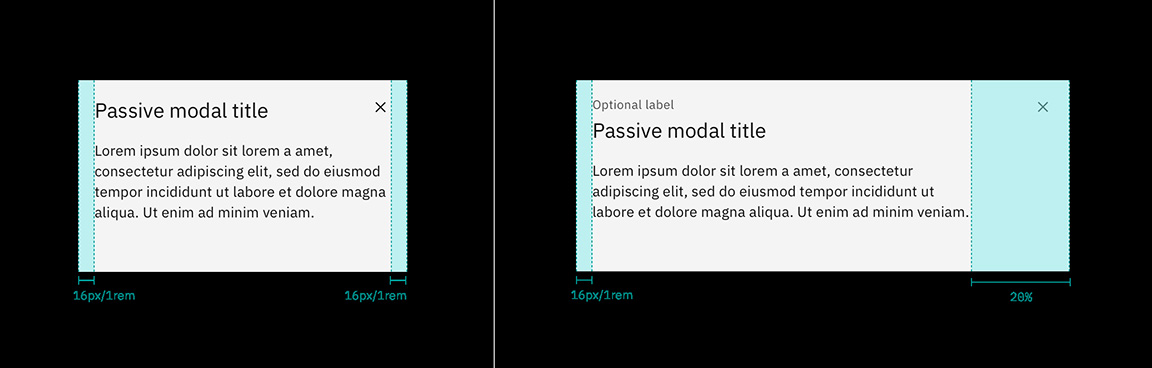 Passive modal title
Lorem ipsum dolor sit lorem a amet,
consectetur adipiscing elit, sed do eiusmod
tempor incididunt ut labore et dolore magna
aliqua. Ut enim ad minim veniam.
16px/1rem
16px/1rem
Optional label
Passive modal title
Lorem ipsum dolor sit lorem a amet, consectetur
adipiscing elit, sed do eiusmod tempor incididunt ut
labore et dolore magna aliqua. Ut enim ad minim veniam.
16px/1rem
20%